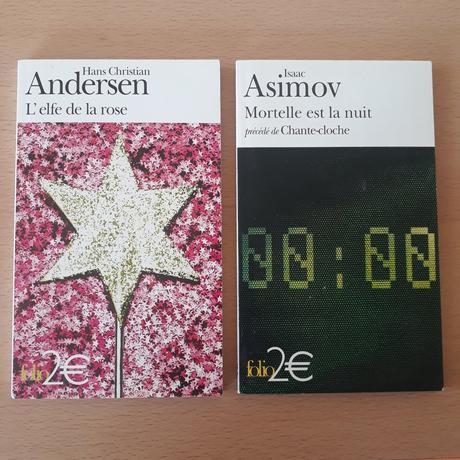 Hans Christian
Andersen
L'elfe de la rose
folio 2€
Isaac
Asimov
Mortelle est la nuit
précédé de Chante-cloche
00:00
folio 2€